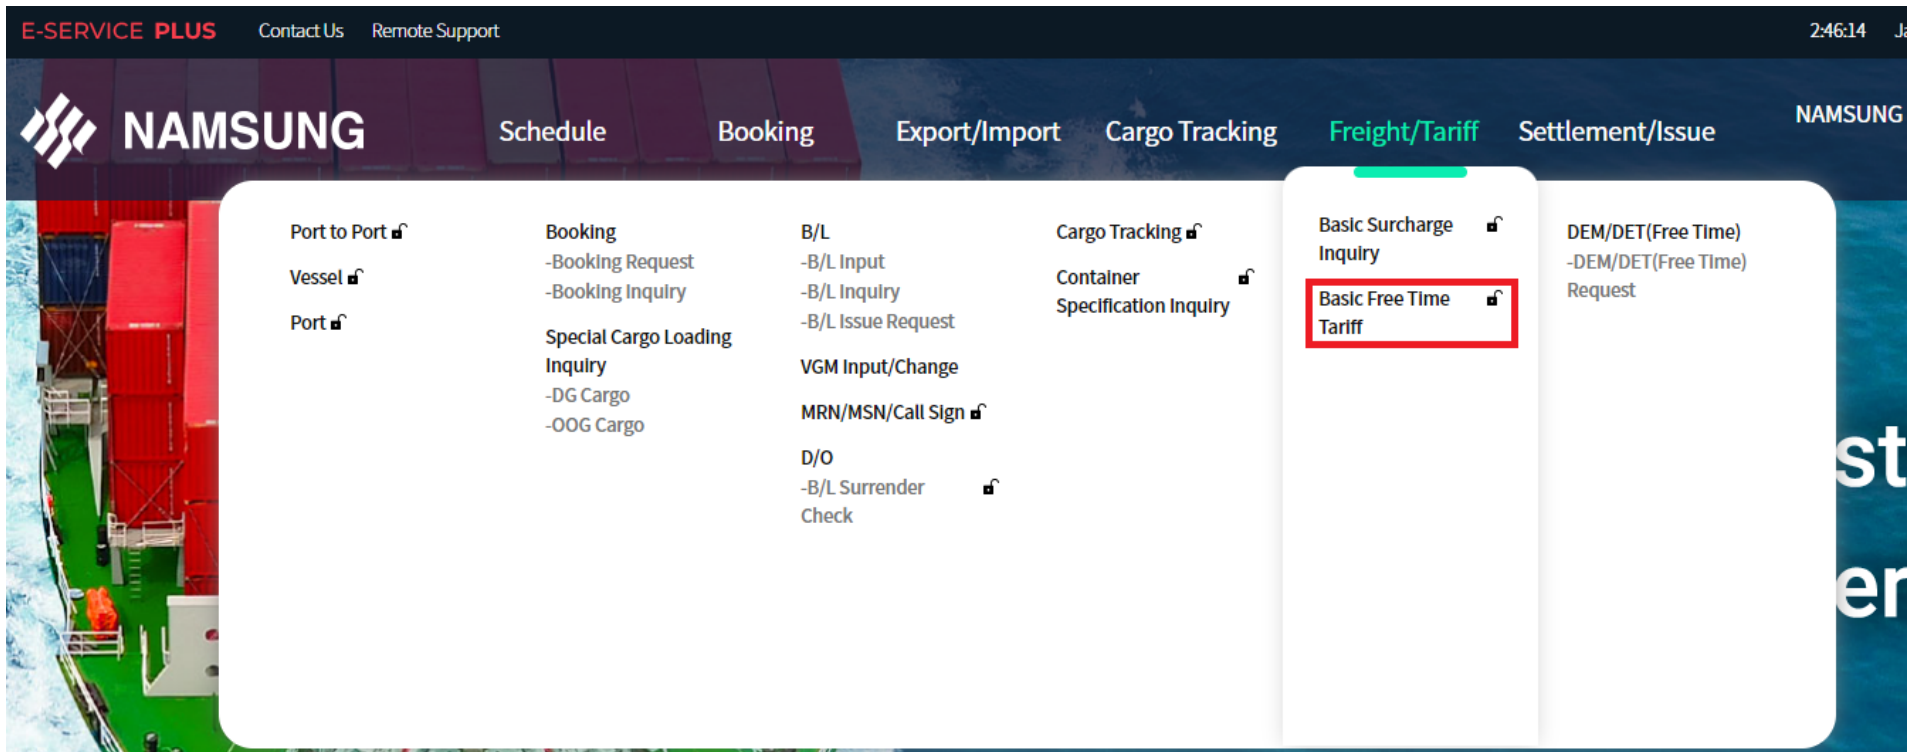 E-SERVICE PLUS Contact Us Remote Support 2:46:14
NAMSUNG
Schedule Booking Export/Import Cargo Tracking Freight/Tariff Settlement/Issue
NAMSUNG
Port to Port
Vessel
Port
Booking
-Booking Request
-Booking Inquiry
Special Cargo Loading
Inquiry
-DG Cargo
-OOG Cargo
B/L
-B/L Input
-B/L Inquiry
-B/L Issue Request
VGM Input/Change
MRN/MSN/Call Sign
D/O
-B/L Surrender
Check
Cargo Tracking
Container
Specification Inquiry
Basic Surcharge
Inquiry
Basic Free Time
Tariff
DEM/DET(Free Time)
-DEM/DET(Free Time)
Request
st
er